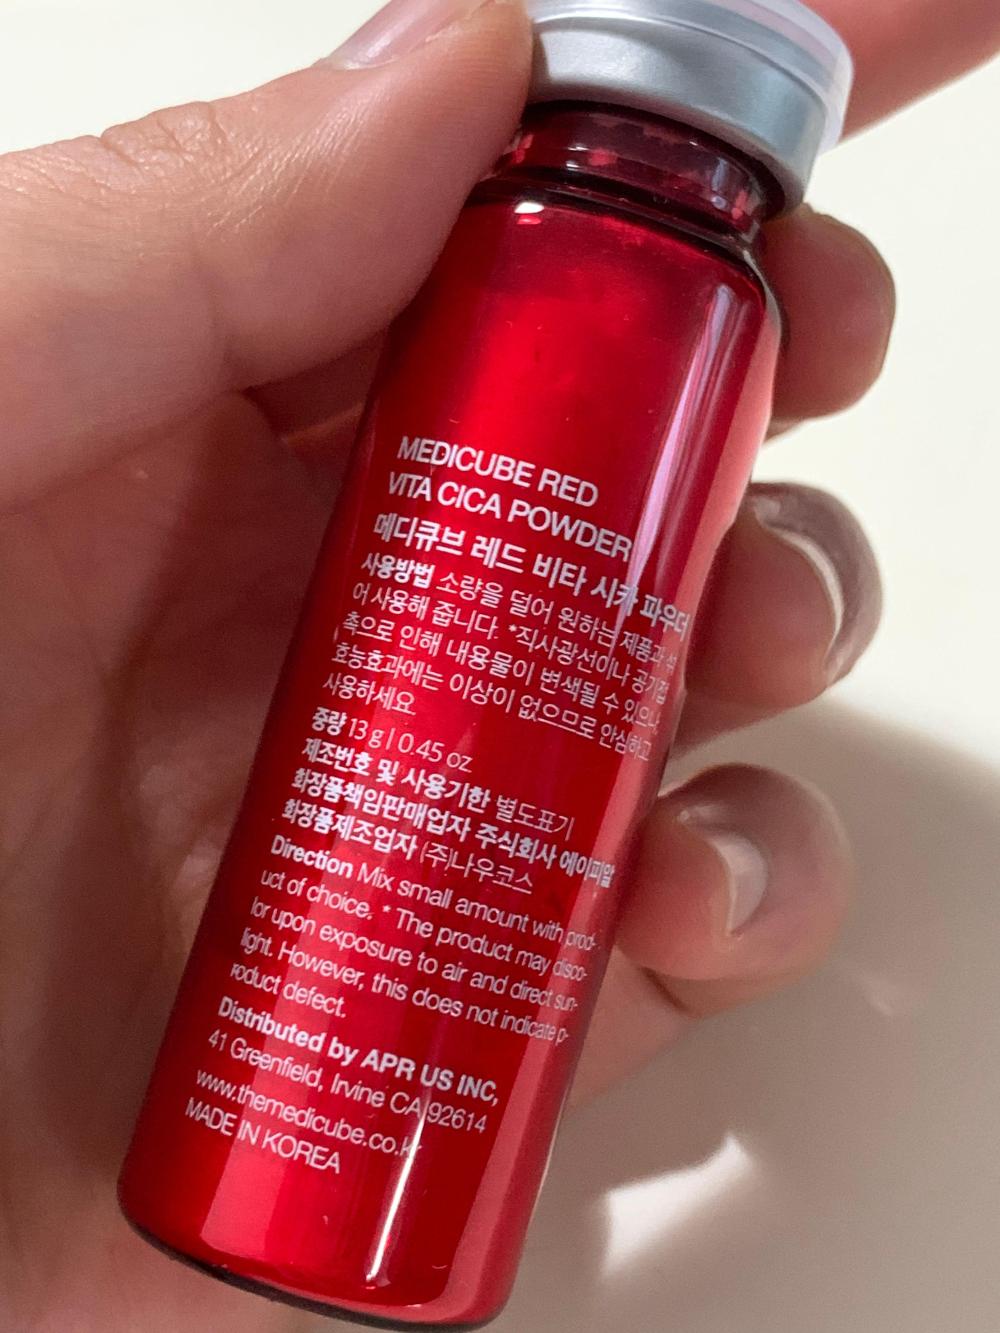 MEDICUBE RED
VITA CICA POWDER
메디큐브 레드 비타 시카 파우더
사용방법 소량을 덜어 원하는 제품과 섞
어 사용해 줍니다. *직사광선이나 공기접
촉으로 인해 내용물이 변색될 수 있으나,
효능효과에는 이상이 없으므로 안심하고
사용하세요.
중량 13 g | 0.45 oz
제조번호 및 사용기한 별도표기
화장품책임판매업자 주식회사 에이피알
화장품제조업자 (주)나우코스
Direction Mix small amount with prod-
uct of choice. * The product may disco-
lor upon exposure to air and direct sun-
light. However, this does not indicate p-
roduct defect.
Distributed by APR US INC,
41 Greenfield, Irvine CA 92614
www.themedicube.co.kr
MADE IN KOREA